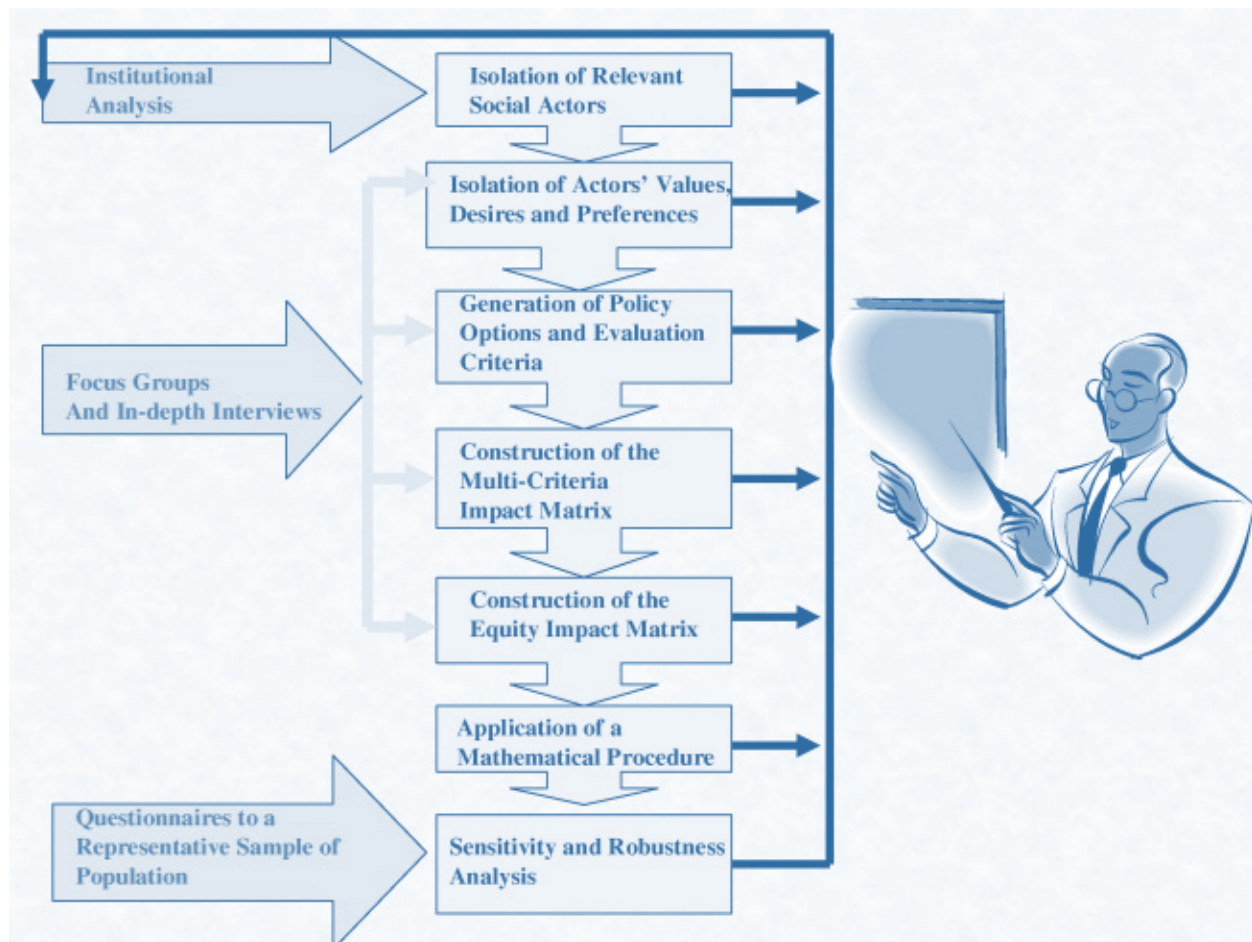 Institutional
Analysis
Isolation of Relevant
Social Actors
Isolation of Actors' Values,
Desires and Preferences
Generation of Policy
Options and Evaluation
Criteria
Focus Groups
And In-depth Interviews
Construction of the
Multi-Criteria
Impact Matrix
Construction of the
Equity Impact Matrix
Application of a
Mathematical Procedure
Questionnaires to a
Representative Sample of
Population
Sensitivity and Robustness
Analysis